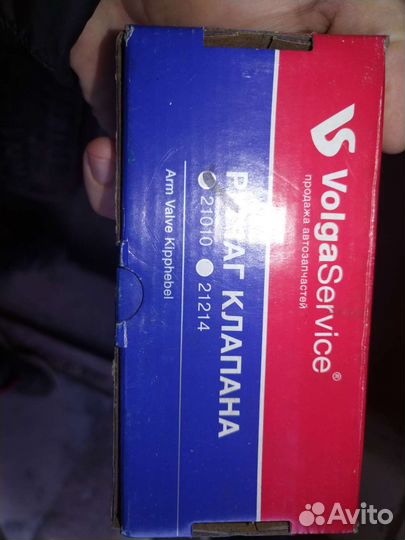 VolgaService®
продажа автозапчастей
РЫЧАГ КЛАПАНА
21010 21214
Arm Valve Kipphebel
Avito